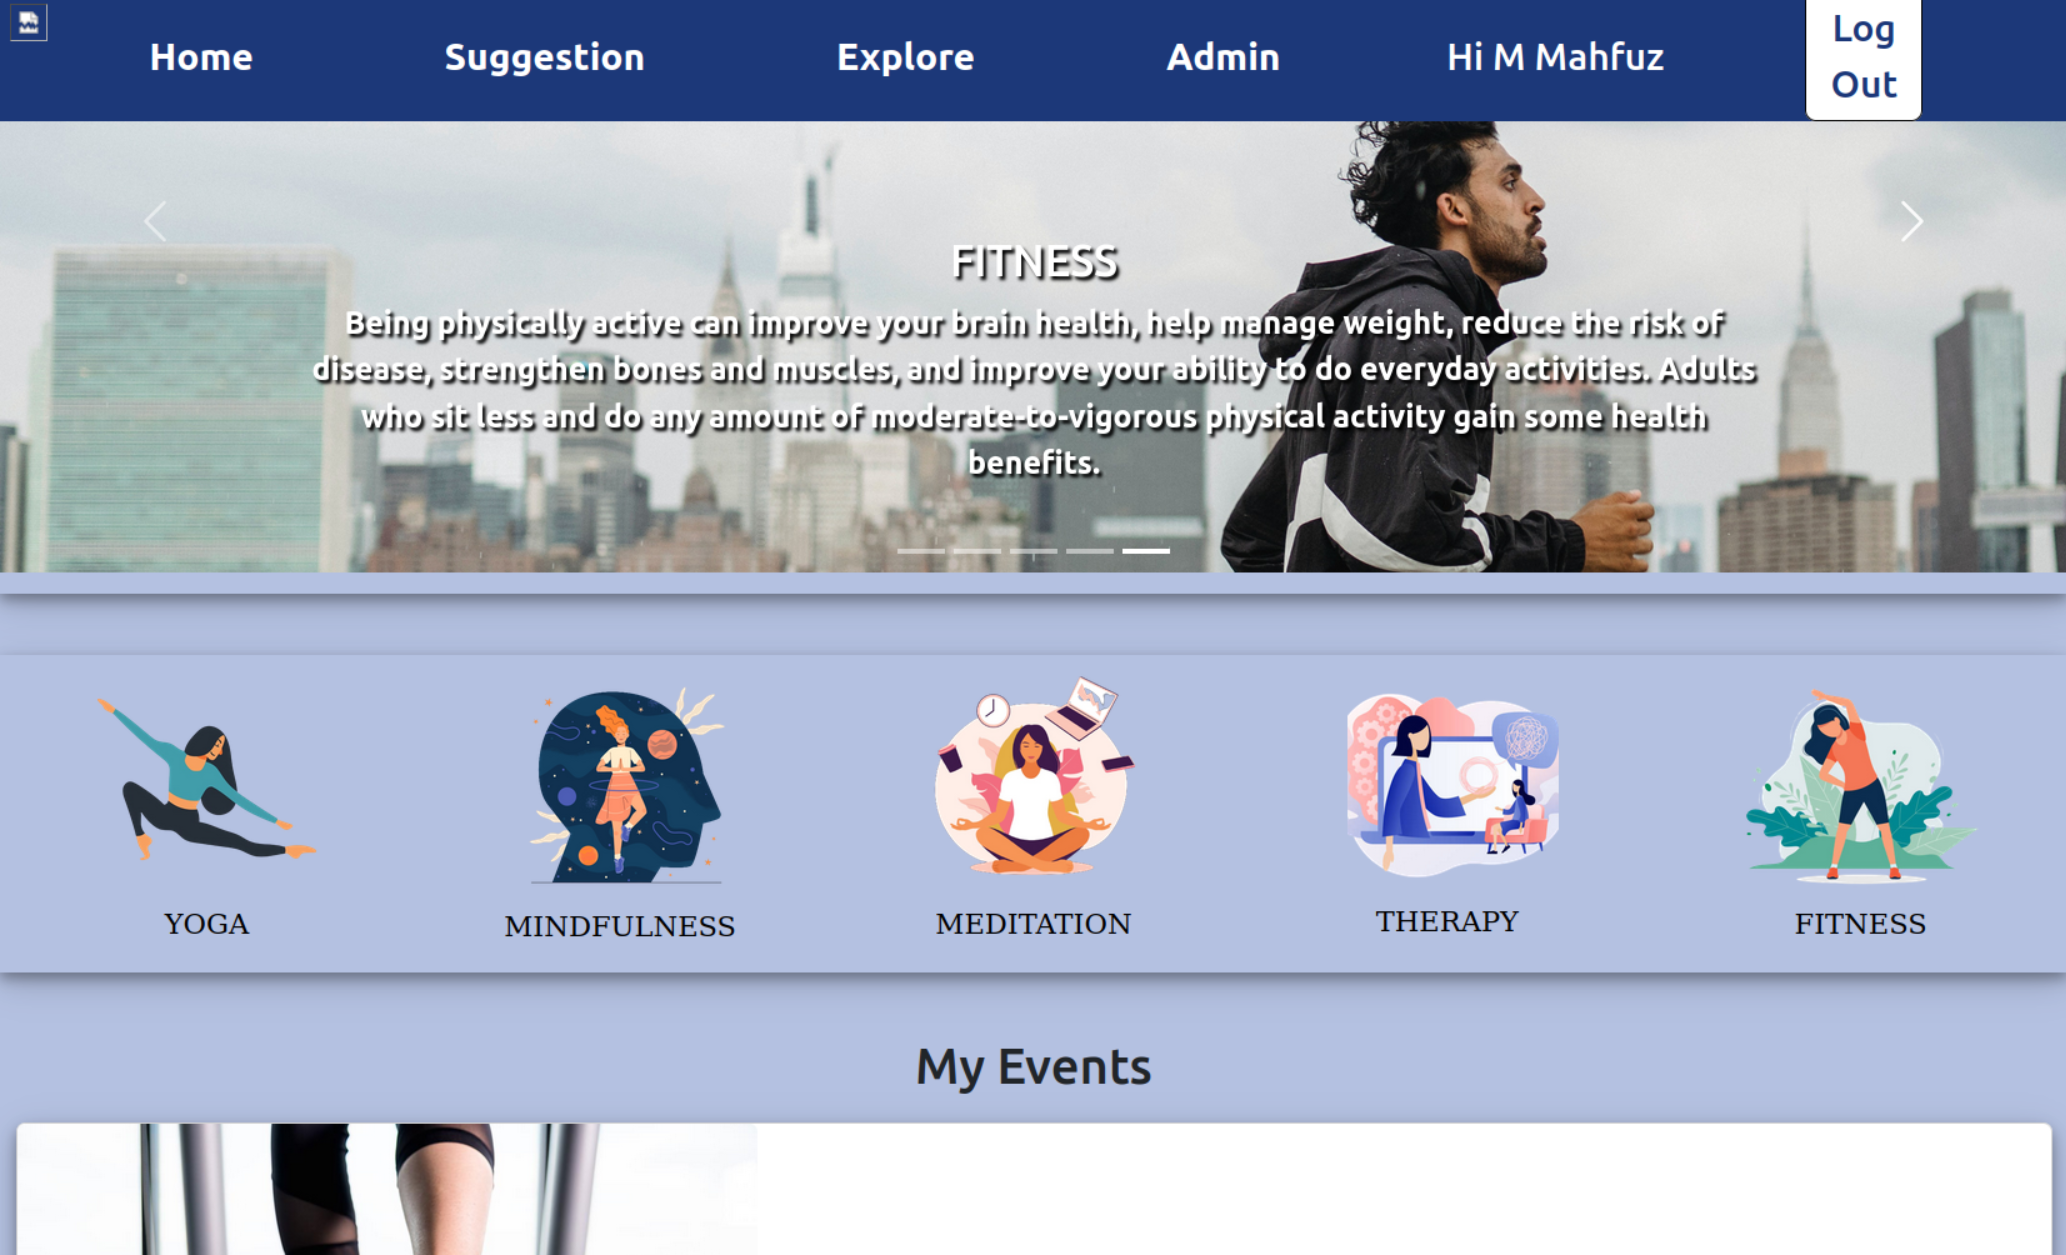 Home Suggestion Explore Admin Hi M Mahfuz Log Out
FITNESS
Being physically active can improve your brain health, help manage weight, reduce the risk of
disease, strengthen bones and muscles, and improve your ability to do everyday activities. Adults
who sit less and do any amount of moderate-to-vigorous physical activity gain some health
benefits.
YOGA MINDFULNESS MEDITATION THERAPY FITNESS
My Events